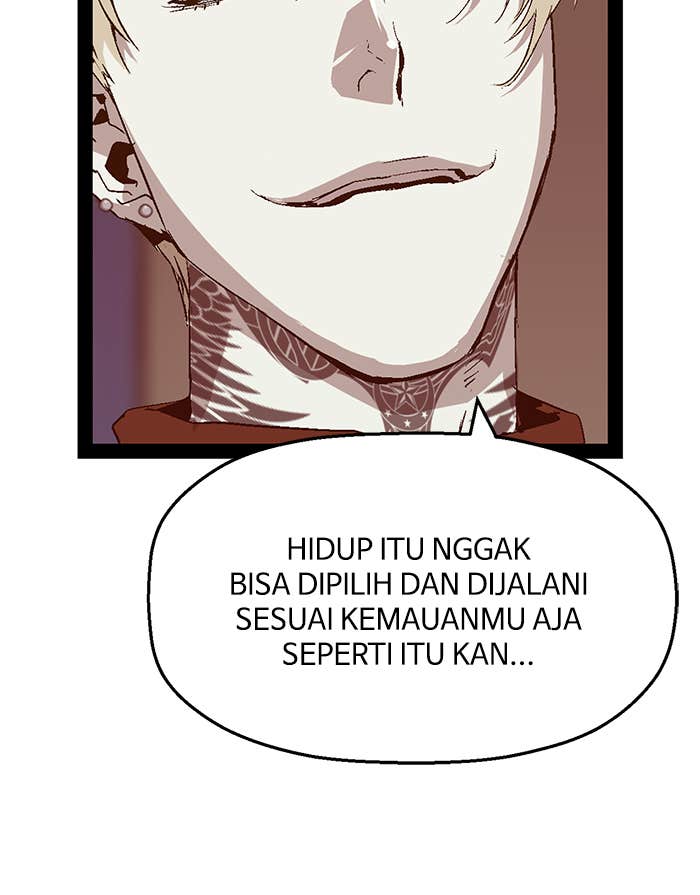 HIDUP ITU NGGAK
BISA DIPILIH DAN DIJALANI
SESUAI KEMAUANMU AJA
SEPERTI ITU KAN...